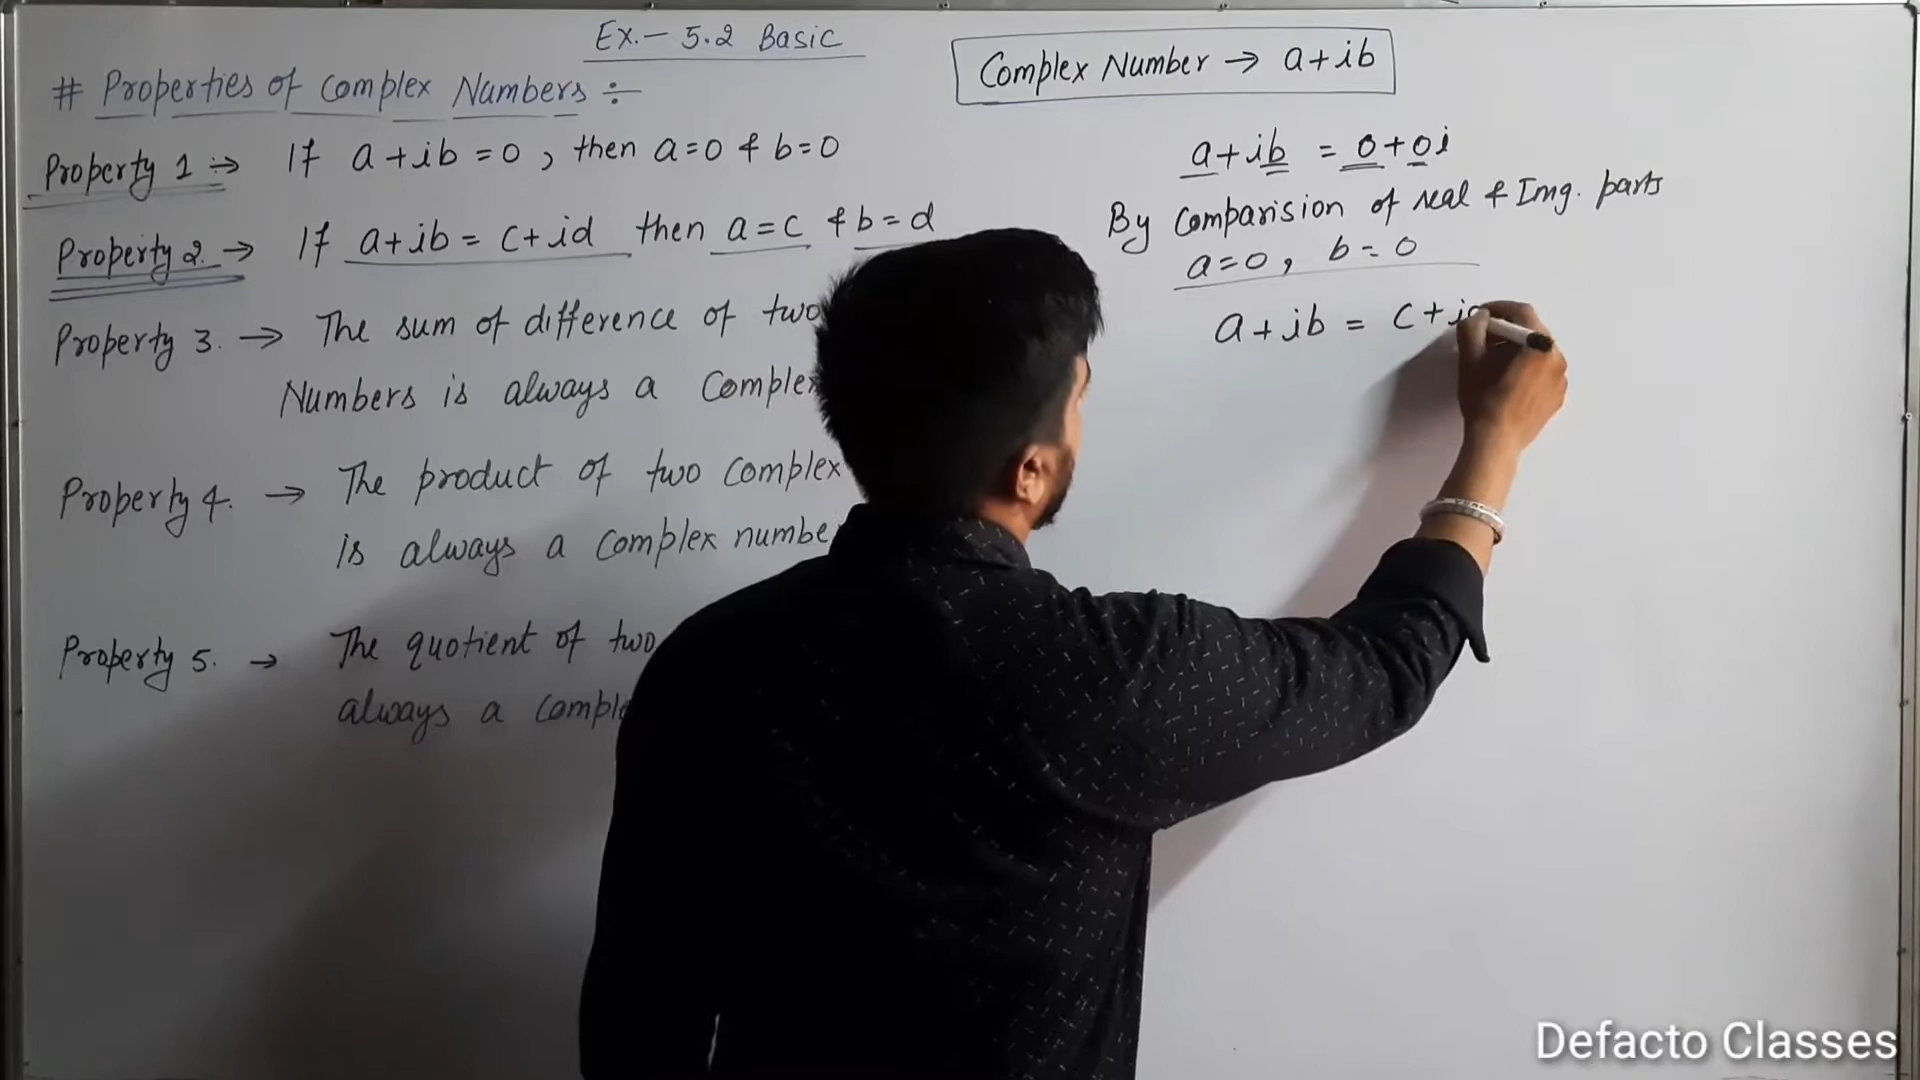 Ex.- 5.2 Basic
# Properties of Complex Numbers ÷
Property 1 ÷> If a+ib = 0, then a=0 & b=0
Property 2. → If a+ib = c+id then a=c & b=d
Property 3. → The sum of difference of two
Numbers is always a Complex
Property 4. → The product of two complex
is always a complex numbe
Property 5. → The quotient of two
always a comple
Complex Number → a+ib
a+ib = 0+0i
By Comparision of real & Img. parts
a=0, b=0
a+ib = c+i
Defacto Classes